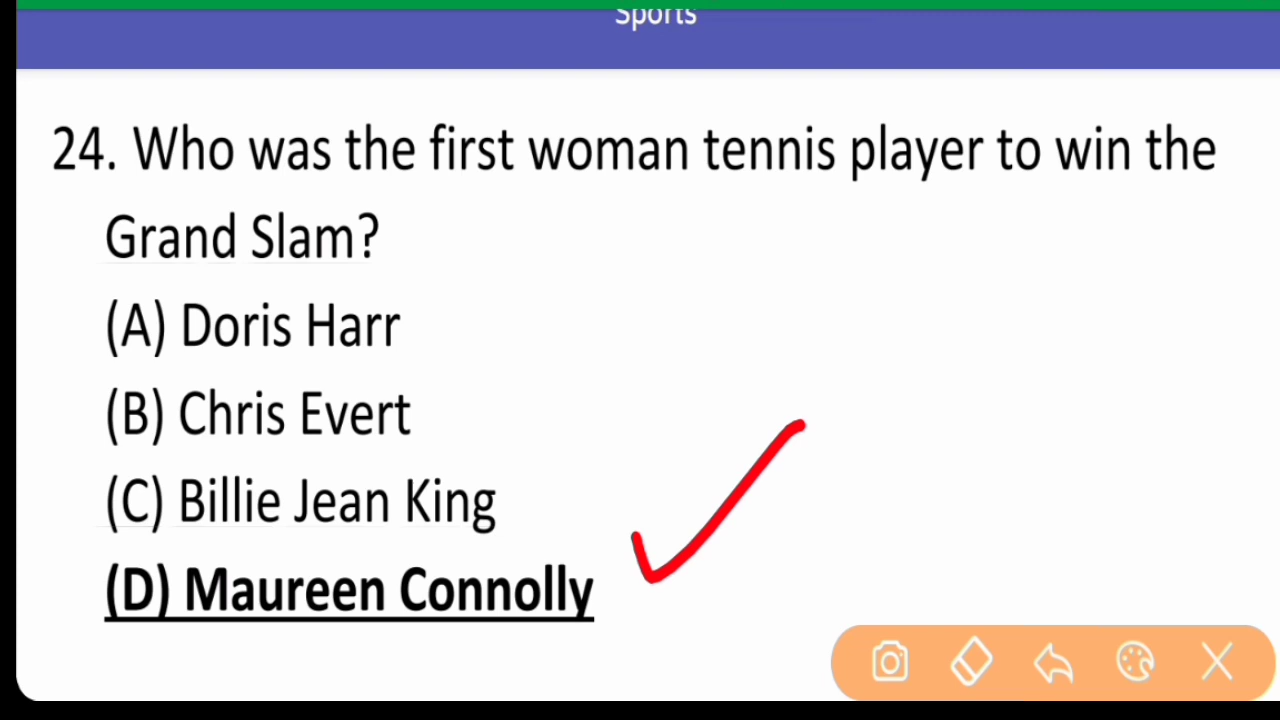 Sports
24. Who was the first woman tennis player to win the
Grand Slam?
(A) Doris Harr
(B) Chris Evert
(C) Billie Jean King
(D) Maureen Connolly